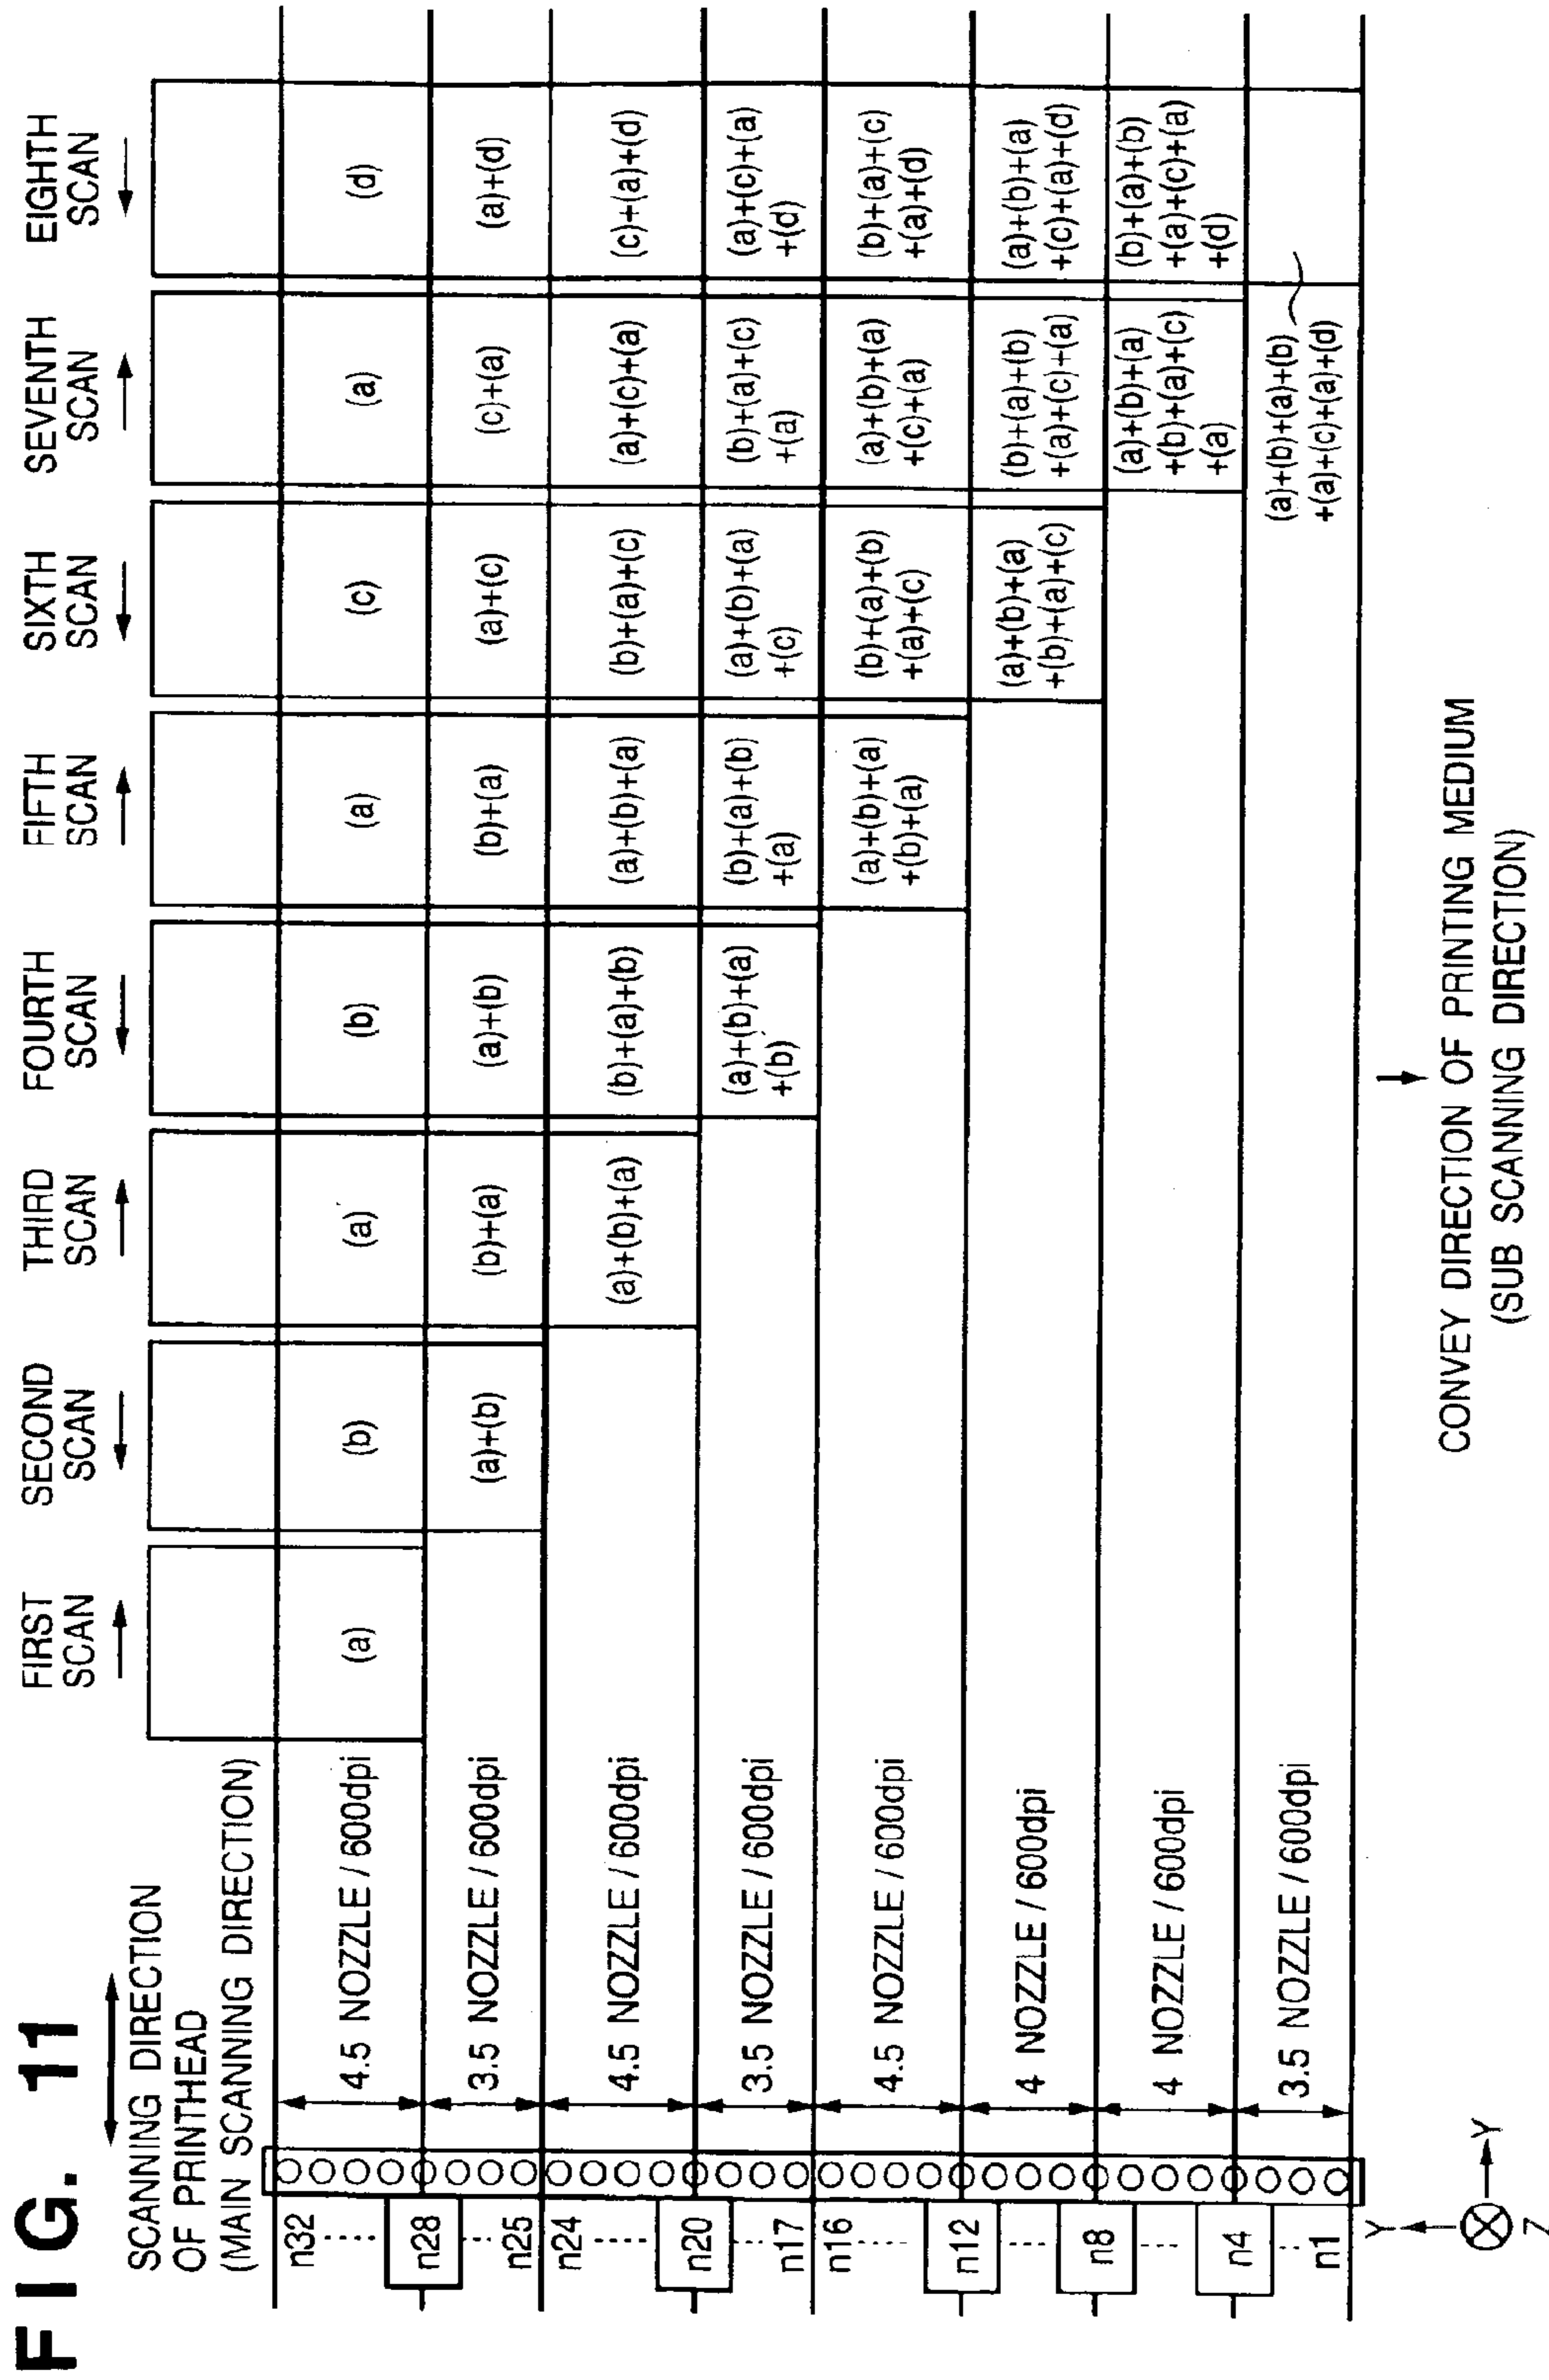 FIG. 11
SCANNING DIRECTION
OF PRINTHEAD
(MAIN SCANNING DIRECTION)
FIRST
SCAN
SECOND
SCAN
THIRD
SCAN
FOURTH
SCAN
FIFTH
SCAN
SIXTH
SCAN
SEVENTH
SCAN
EIGHTH
SCAN
n32
4.5 NOZZLE / 600dpi
(a)
(b)
(a)
(b)
(a)
(c)
(a)
(d)
n28
n25
3.5 NOZZLE / 600dpi
(a)+(b)
(b)+(a)
(a)+(b)
(b)+(a)
(a)+(c)
(c)+(a)
(a)+(d)
n24
4.5 NOZZLE / 600dpi
(a)+(b)+(a)
(b)+(a)+(b)
(a)+(b)+(a)
(b)+(a)+(c)
(a)+(c)+(a)
(c)+(a)+(d)
n20
n17
3.5 NOZZLE / 600dpi
(a)+(b)+(a)
+(b)
(b)+(a)+(b)
+(a)
(a)+(b)+(a)
+(c)
(b)+(a)+(c)
+(a)
(a)+(c)+(a)
+(d)
n16
4.5 NOZZLE / 600dpi
(a)+(b)+(a)
+(b)+(a)
(b)+(a)+(b)
+(a)+(c)
(a)+(b)+(a)
+(c)+(a)
(b)+(a)+(c)
+(a)+(d)
n12
4 NOZZLE / 600dpi
(a)+(b)+(a)
+(b)+(a)+(c)
(b)+(a)+(b)
+(a)+(c)+(a)
(a)+(b)+(a)
+(c)+(a)+(d)
n8
4 NOZZLE / 600dpi
(a)+(b)+(a)
+(b)+(a)+(c)
+(a)
(b)+(a)+(b)
+(a)+(c)+(a)
+(d)
n4
n1
3.5 NOZZLE / 600dpi
(a)+(b)+(a)+(b)
+(a)+(c)+(a)+(d)
Y
Y
Z
CONVEY DIRECTION OF PRINTING MEDIUM
(SUB SCANNING DIRECTION)